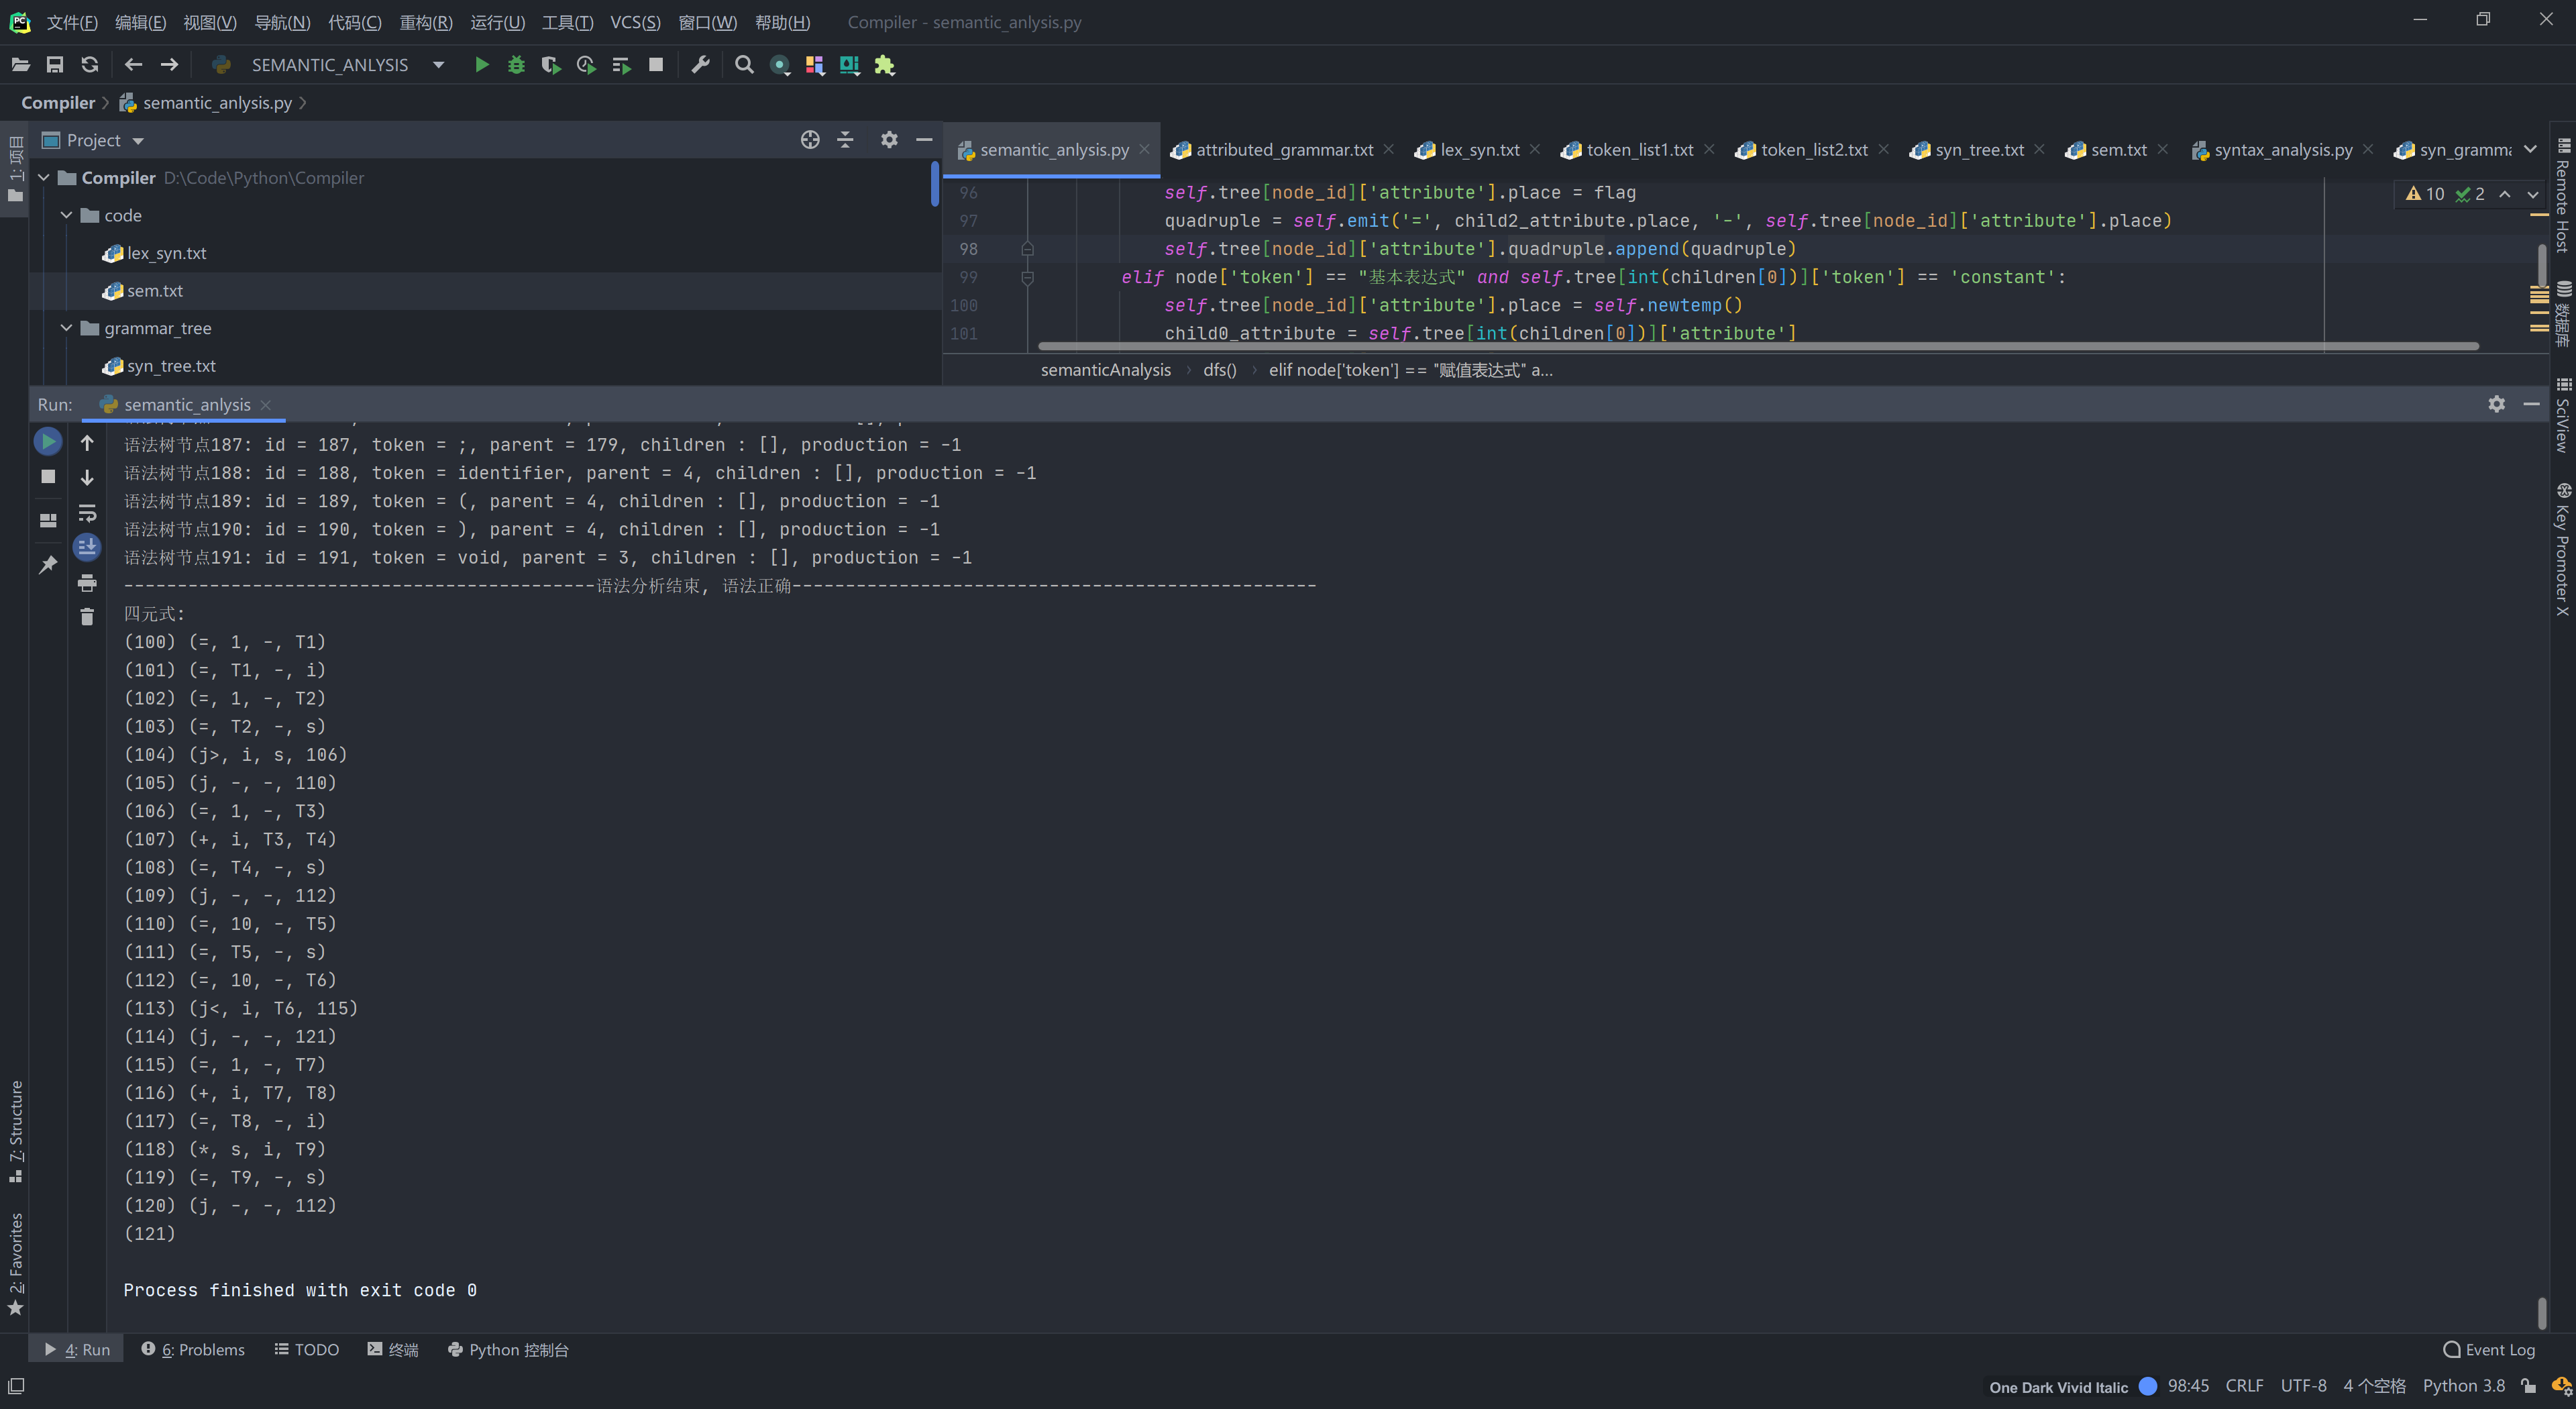 文件(F) 编辑(E) 视图(V) 导航(N) 代码(C) 重构(R) 运行(U) 工具(T) VCS(S) 窗口(W) 帮助(H) Compiler - semantic_anlysis.py
SEMANTIC_ANLYSIS
Compiler semantic_anlysis.py
1: 项目
Project
Compiler D:\Code\Python\Compiler
code
lex_syn.txt
sem.txt
grammar_tree
syn_tree.txt
semantic_anlysis.py attributed_grammar.txt lex_syn.txt token_list1.txt token_list2.txt syn_tree.txt sem.txt syntax_analysis.py syn_gramma
10 2
96 self.tree[node_id]['attribute'].place = flag
97 quadruple = self.emit('=', child2_attribute.place, '-', self.tree[node_id]['attribute'].place)
98 self.tree[node_id]['attribute'].quadruple.append(quadruple)
99 elif node['token'] == "基本表达式" and self.tree[int(children[0])]['token'] == 'constant':
100 self.tree[node_id]['attribute'].place = self.newtemp()
101 child0_attribute = self.tree[int(children[0])]['attribute']
semanticAnalysis dfs() elif node['token'] == "赋值表达式" a...
Run: semantic_anlysis
语法树节点187: id = 187, token = ;, parent = 179, children : [], production = -1
语法树节点188: id = 188, token = identifier, parent = 4, children : [], production = -1
语法树节点189: id = 189, token = (, parent = 4, children : [], production = -1
语法树节点190: id = 190, token = ), parent = 4, children : [], production = -1
语法树节点191: id = 191, token = void, parent = 3, children : [], production = -1
--------------------------------------------语法分析结束, 语法正确-------------------------------------------------
四元式:
(100) (=, 1, -, T1)
(101) (=, T1, -, i)
(102) (=, 1, -, T2)
(103) (=, T2, -, s)
(104) (j>, i, s, 106)
(105) (j, -, -, 110)
(106) (=, 1, -, T3)
(107) (+, i, T3, T4)
(108) (=, T4, -, s)
(109) (j, -, -, 112)
(110) (=, 10, -, T5)
(111) (=, T5, -, s)
(112) (=, 10, -, T6)
(113) (j<, i, T6, 115)
(114) (j, -, -, 121)
(115) (=, 1, -, T7)
(116) (+, i, T7, T8)
(117) (=, T8, -, i)
(118) (*, s, i, T9)
(119) (=, T9, -, s)
(120) (j, -, -, 112)
(121)
Process finished with exit code 0
7: Structure
2: Favorites
Remote Host
数据库
SciView
Key Promoter X
4: Run 6: Problems TODO 终端 Python 控制台 Event Log
One Dark Vivid Italic 98:45 CRLF UTF-8 4 个空格 Python 3.8